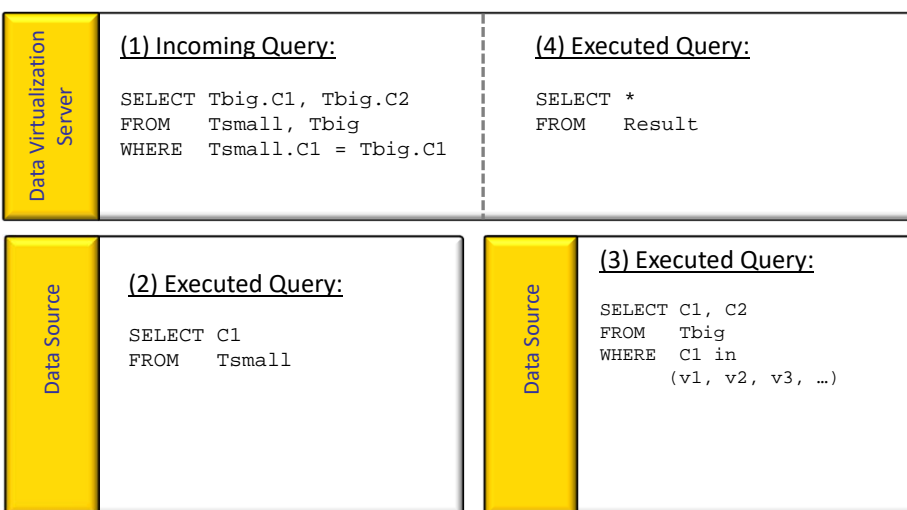 Data Virtualization
Server
(1) Incoming Query:
SELECT Tbig.C1, Tbig.C2
FROM   Tsmall, Tbig
WHERE  Tsmall.C1 = Tbig.C1
(4) Executed Query:
SELECT *
FROM   Result
Data Source
(2) Executed Query:
SELECT C1
FROM   Tsmall
Data Source
(3) Executed Query:
SELECT C1, C2
FROM   Tbig
WHERE  C1 in
(v1, v2, v3, …)